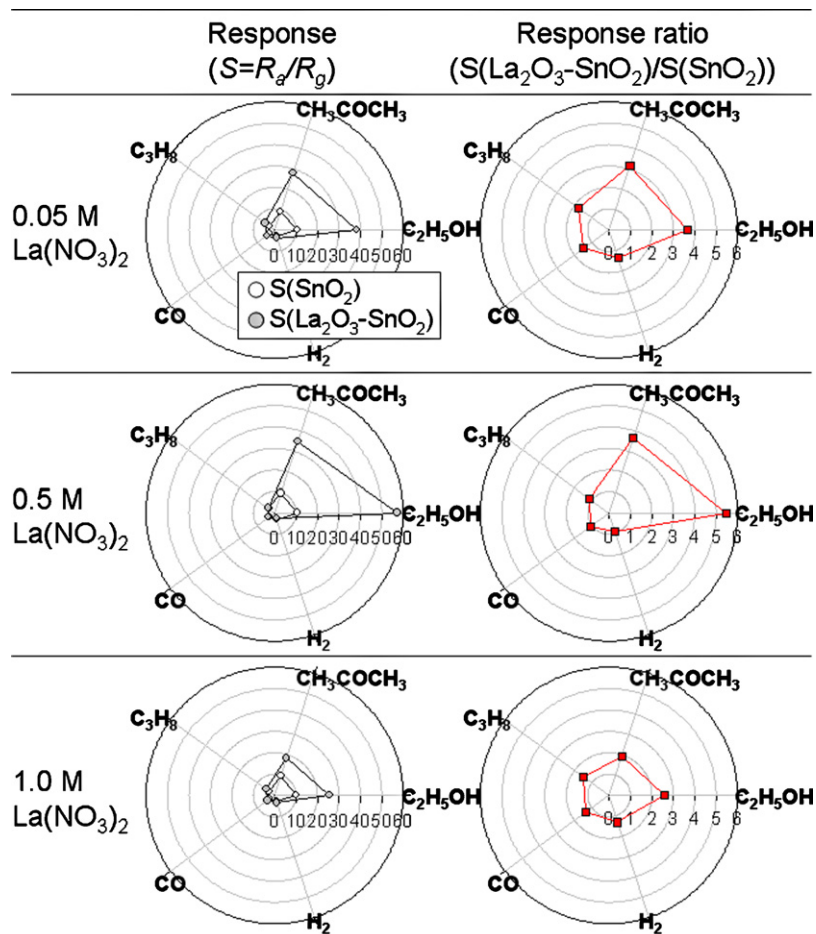 Response Response ratio
(S=Rₐ/R_g) (S(La₂O₃-SnO₂)/S(SnO₂))
CH₃COCH₃ CH₃COCH₃
C₃H₈ C₃H₈
0.05 M
La(NO₃)₂
C₂H₅OH C₂H₅OH
0 10 20 30 40 50 60 0 1 2 3 4 5 6
S(SnO₂)
S(La₂O₃-SnO₂)
CO CO
H₂ H₂
CH₃COCH₃ CH₃COCH₃
C₃H₈ C₃H₈
0.5 M
La(NO₃)₂
C₂H₅OH C₂H₅OH
0 10 20 30 40 50 60 0 1 2 3 4 5 6
CO CO
H₂ H₂
CH₃COCH₃ CH₃COCH₃
C₃H₈ C₃H₈
1.0 M
La(NO₃)₂
C₂H₅OH C₂H₅OH
0 10 20 30 40 50 60 0 1 2 3 4 5 6
CO CO
H₂ H₂